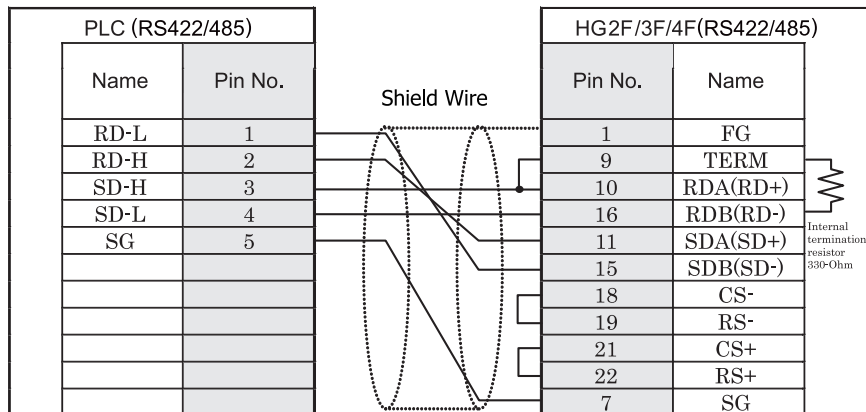 PLC (RS422/485)
Name Pin No.
RD-L 1
RD-H 2
SD-H 3
SD-L 4
SG 5
Shield Wire
HG2F/3F/4F(RS422/485)
Pin No. Name
1 FG
9 TERM
10 RDA(RD+)
16 RDB(RD-)
11 SDA(SD+)
15 SDB(SD-)
18 CS-
19 RS-
21 CS+
22 RS+
7 SG
Internal
termination
resistor
330-Ohm